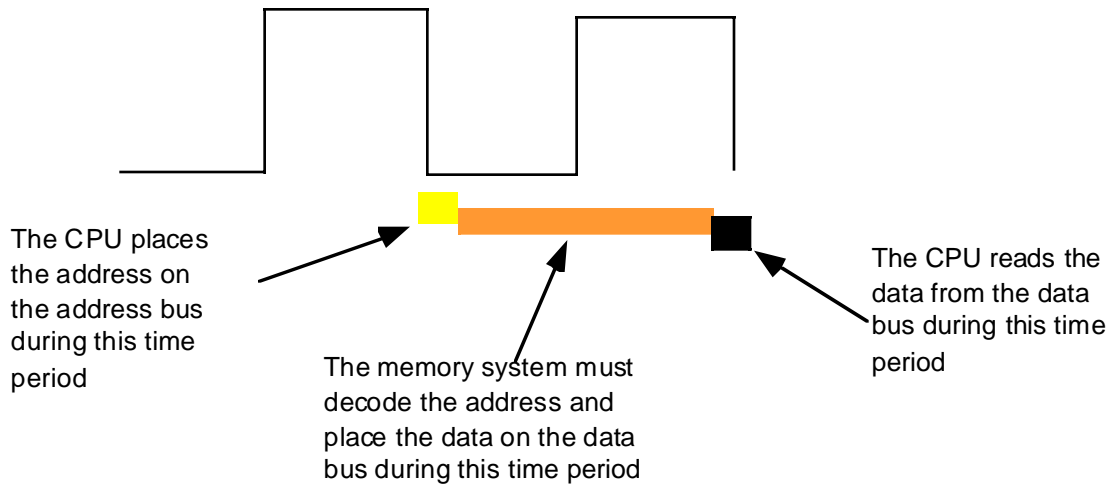 The CPU places
the address on
the address bus
during this time
period
The memory system must
decode the address and
place the data on the data
bus during this time period
The CPU reads the
data from the data
bus during this time
period